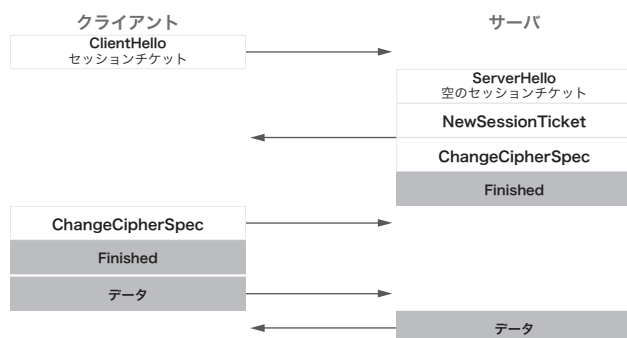 クライアント
サーバ
ClientHello
セッションチケット
ServerHello
空のセッションチケット
NewSessionTicket
ChangeCipherSpec
Finished
ChangeCipherSpec
Finished
データ
データ